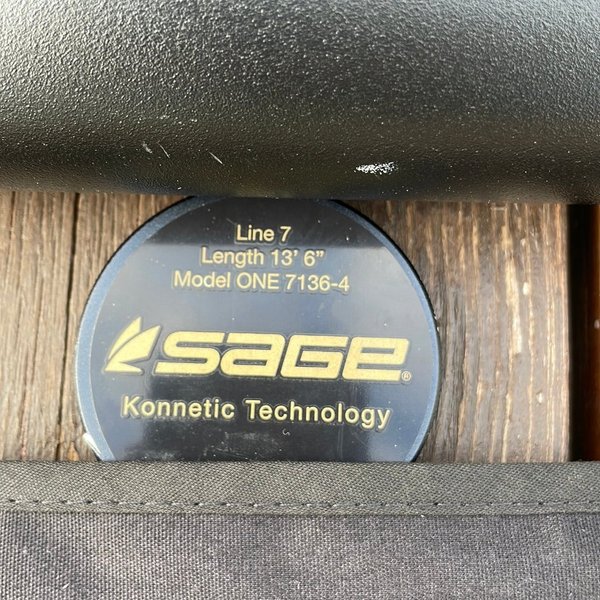 Line 7
Length 13' 6"
Model ONE 7136-4
SAGE®
Konnetic Technology